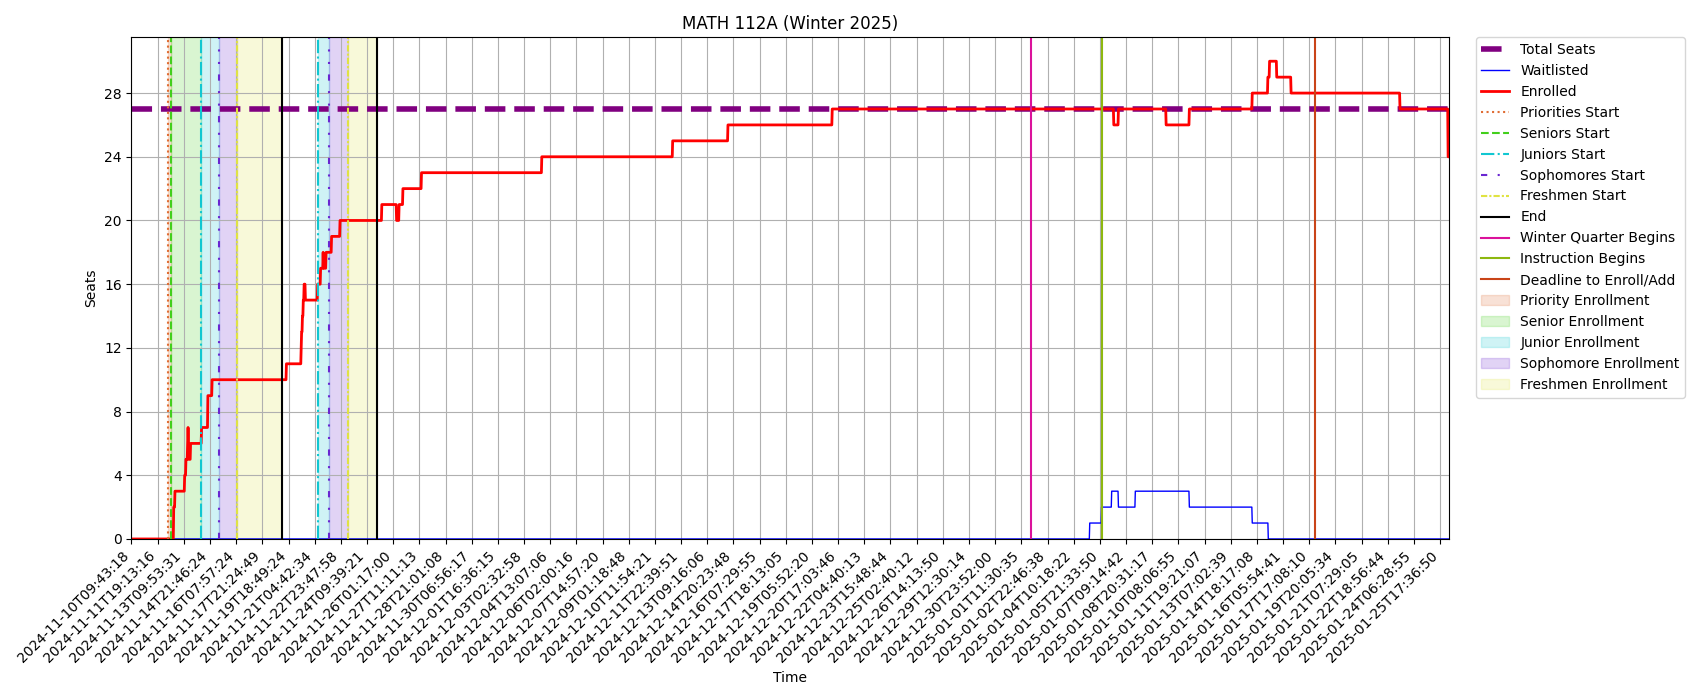 MATH 112A (Winter 2025)
Seats
28
24
20
16
12
8
4
0
2024-11-10T09:43:18
2024-11-11T19:13:16
2024-11-13T09:53:31
2024-11-14T21:46:24
2024-11-16T07:57:24
2024-11-17T21:24:49
2024-11-19T18:49:24
2024-11-21T04:42:34
2024-11-22T23:47:58
2024-11-24T09:39:21
2024-11-26T01:17:00
2024-11-27T11:11:13
2024-11-28T21:01:08
2024-11-30T06:56:17
2024-12-01T16:36:15
2024-12-03T02:32:58
2024-12-04T13:07:06
2024-12-06T02:00:16
2024-12-07T14:57:20
2024-12-09T01:18:48
2024-12-10T11:54:21
2024-12-11T22:39:51
2024-12-13T09:16:06
2024-12-14T20:23:48
2024-12-16T07:29:55
2024-12-17T18:13:05
2024-12-19T05:52:20
2024-12-20T17:03:46
2024-12-22T04:40:13
2024-12-23T15:48:44
2024-12-25T02:40:12
2024-12-26T14:13:50
2024-12-29T12:30:14
2024-12-30T23:52:00
2025-01-01T11:30:35
2025-01-02T22:46:38
2025-01-04T10:18:22
2025-01-05T21:33:50
2025-01-07T09:14:42
2025-01-08T20:31:17
2025-01-10T08:06:55
2025-01-11T19:21:07
2025-01-13T07:02:39
2025-01-14T18:17:08
2025-01-16T05:54:41
2025-01-17T17:08:10
2025-01-19T20:05:34
2025-01-21T07:29:05
2025-01-22T18:56:44
2025-01-24T06:28:55
2025-01-25T17:36:50
Time
Total Seats
Waitlisted
Enrolled
Priorities Start
Seniors Start
Juniors Start
Sophomores Start
Freshmen Start
End
Winter Quarter Begins
Instruction Begins
Deadline to Enroll/Add
Priority Enrollment
Senior Enrollment
Junior Enrollment
Sophomore Enrollment
Freshmen Enrollment